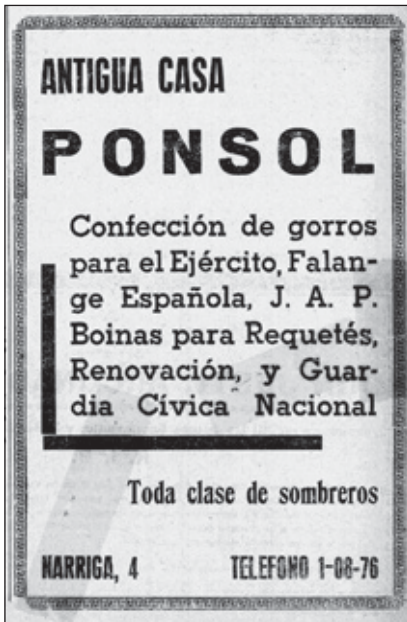 ANTIGUA CASA
PONSOL
Confección de gorros
para el Ejército, Falan-
ge Española, J. A. P.
Boinas para Requetés,
Renovación, y Guar-
dia Cívica Nacional
Toda clase de sombreros
NARRIGA, 4 TELEFONO 1-08-76